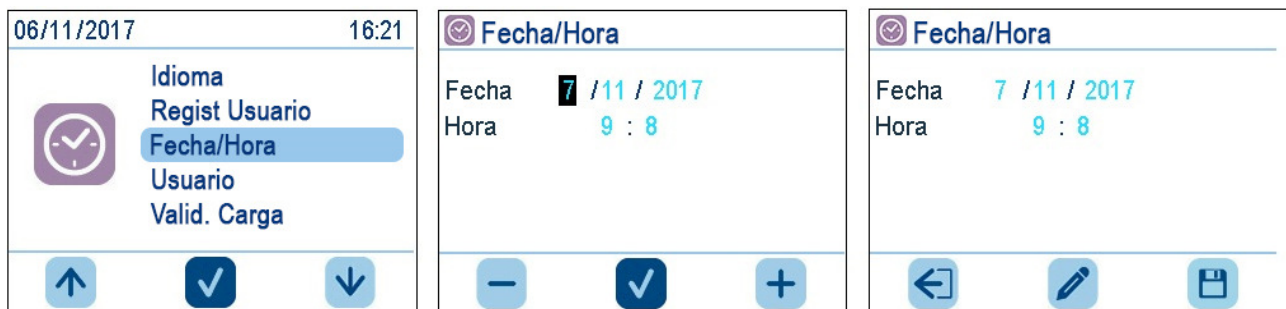 06/11/2017 16:21
Idioma
Regist Usuario
Fecha/Hora
Usuario
Valid. Carga
Fecha/Hora
Fecha 7 /11 / 2017
Hora 9 : 8
Fecha/Hora
Fecha 7 /11 / 2017
Hora 9 : 8